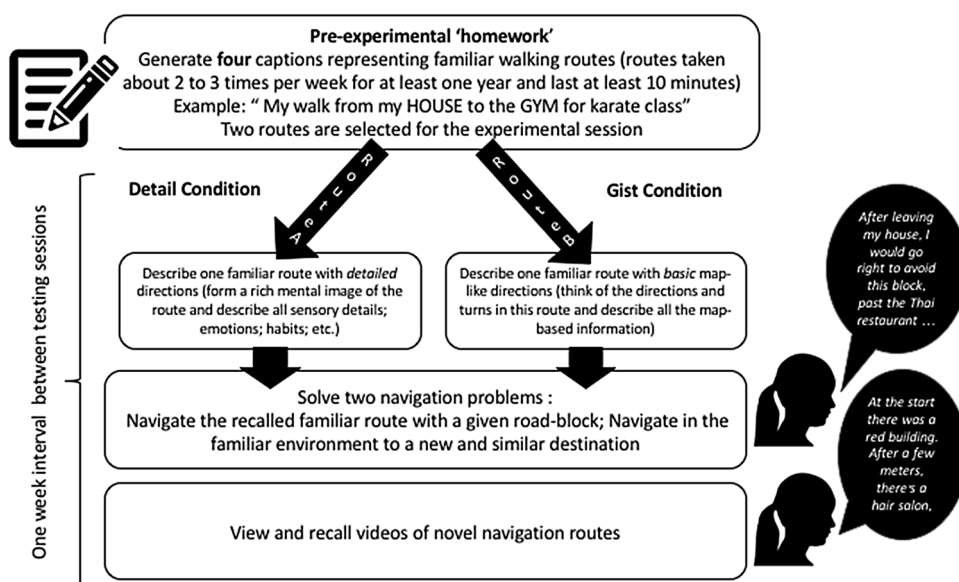 Pre-experimental ‘homework’
Generate four captions representing familiar walking routes (routes taken
about 2 to 3 times per week for at least one year and last at least 10 minutes)
Example: “ My walk from my HOUSE to the GYM for karate class”
Two routes are selected for the experimental session
Route A
Route B
Detail Condition
Gist Condition
Describe one familiar route with detailed
directions (form a rich mental image of the
route and describe all sensory details;
emotions; habits; etc.)
Describe one familiar route with basic map-
like directions (think of the directions and
turns in this route and describe all the map-
based information)
Solve two navigation problems :
Navigate the recalled familiar route with a given road-block; Navigate in the
familiar environment to a new and similar destination
View and recall videos of novel navigation routes
One week interval between testing sessions
After leaving
my house, I
would go
right to avoid
this block,
past the Thai
restaurant ...
At the start
there was a
red building.
After a few
meters,
there's a
hair salon,